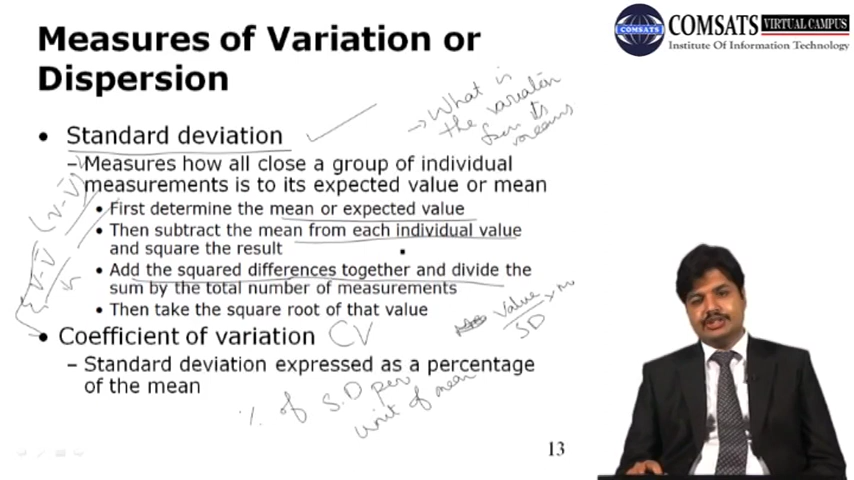 COMSATS VIRTUAL CAMPUS
COMSATS
Institute Of Information Technology
Measures of Variation or
Dispersion
→ What is
the variation
from its
means
• Standard deviation
– Measures how all close a group of individual
measurements is to its expected value or mean
• First determine the mean or expected value
• Then subtract the mean from each individual value
and square the result
• Add the squared differences together and divide the
sum by the total number of measurements
• Then take the square root of that value
Value
SD
• Coefficient of variation CV
– Standard deviation expressed as a percentage
of the mean
% of S.D per
unit of mean
13